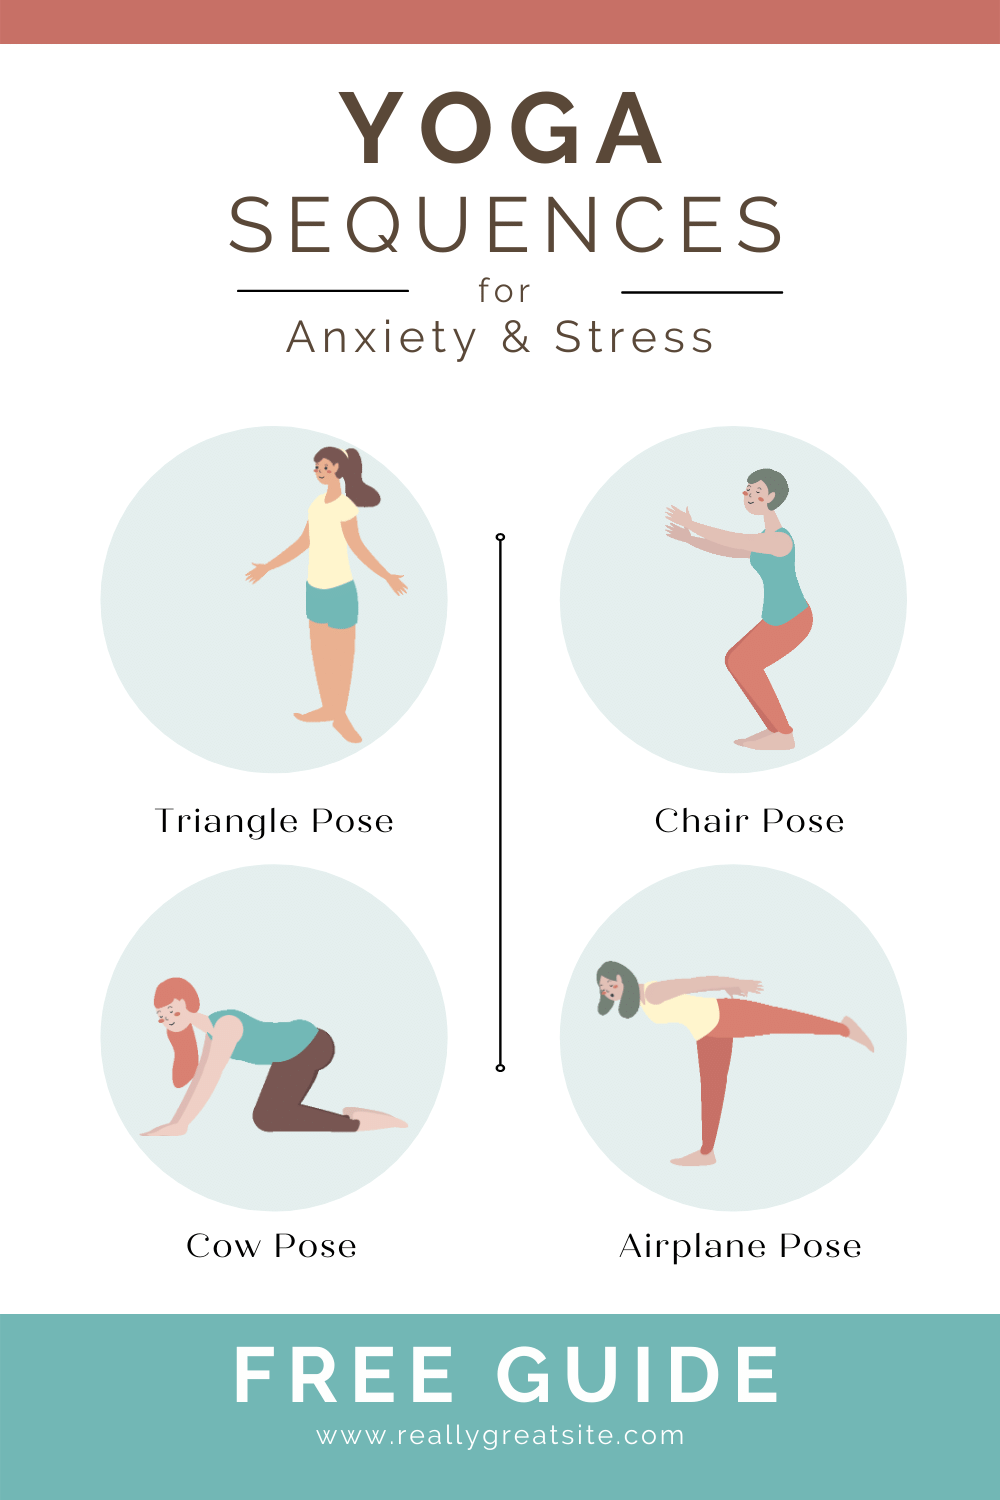 YOGA
SEQUENCES
for
Anxiety & Stress
Triangle Pose
Chair Pose
Cow Pose
Airplane Pose
FREE GUIDE
www.reallygreatsite.com